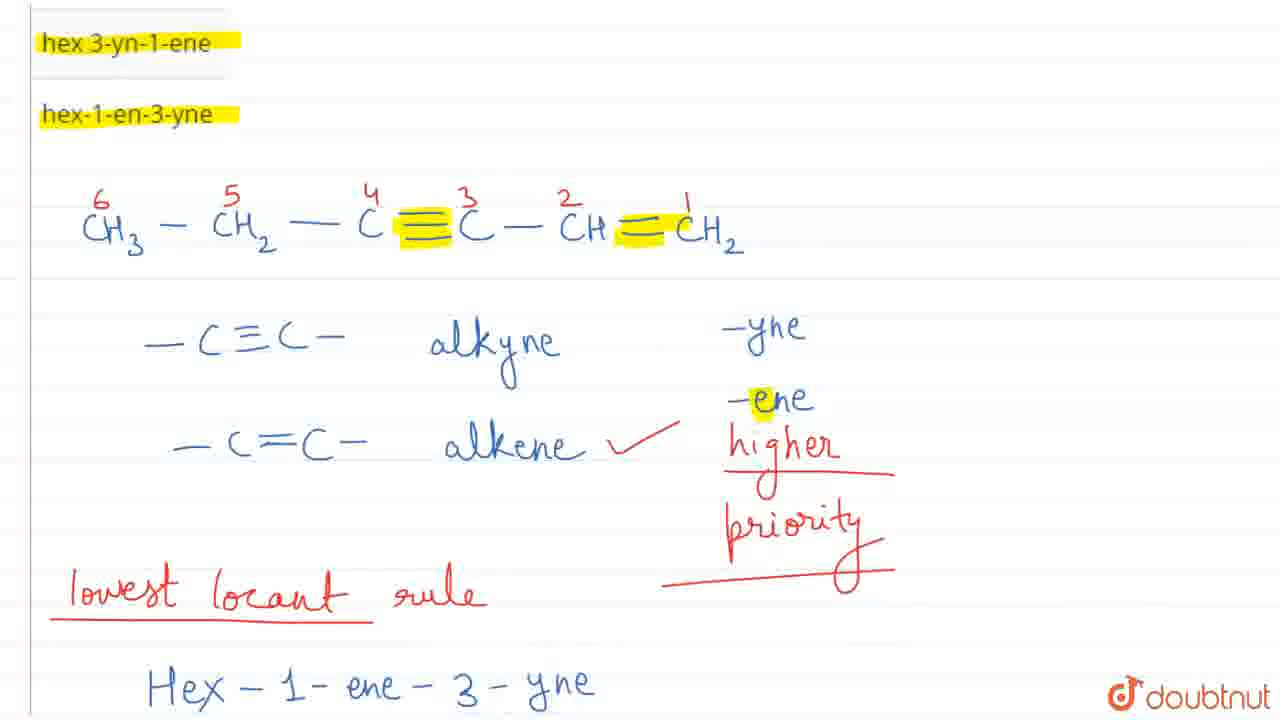 hex 3-yn-1-ene
hex-1-en-3-yne
6 5 4 3 2 1
CH₃ — CH₂ — C ≡ C — CH = CH₂
— C ≡ C — alkyne -yne
-ene
— C = C — alkene ✓ higher
priority
lowest locant rule
Hex - 1 - ene - 3 - yne
doubtnut